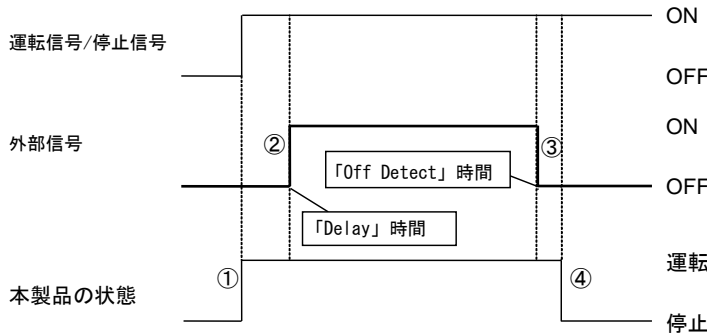 運転信号/停止信号
ON
OFF
外部信号
②
③
ON
OFF
「Off Detect」時間
「Delay」時間
本製品の状態
①
④
運転
停止